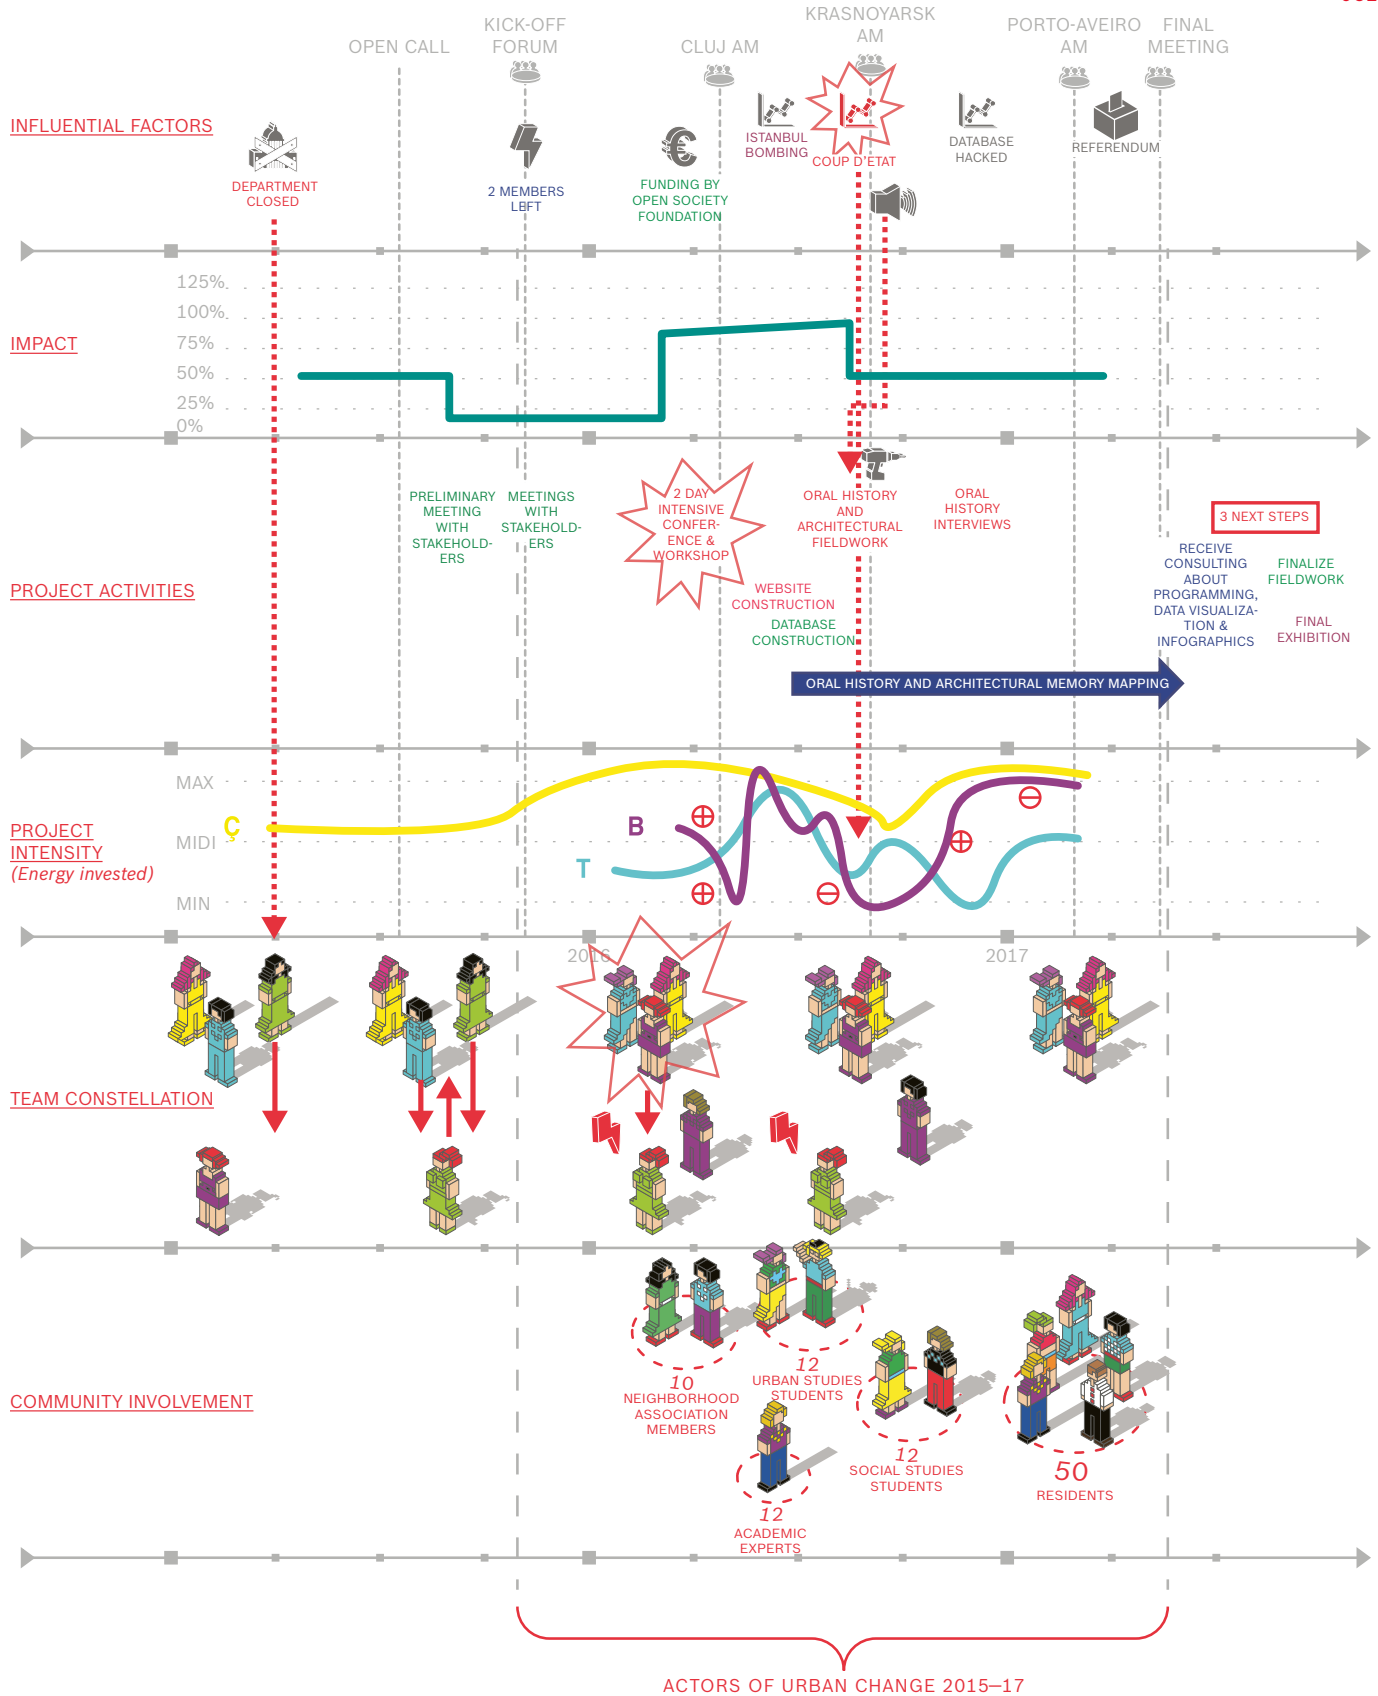 OPEN CALL
KICK-OFF
FORUM
CLUJ AM
KRASNOYARSK
AM
PORTO-AVEIRO
AM
FINAL
MEETING
INFLUENTIAL FACTORS
DEPARTMENT
CLOSED
2 MEMBERS
LEFT
FUNDING BY
OPEN SOCIETY
FOUNDATION
ISTANBUL
BOMBING
COUP D'ETAT
DATABASE
HACKED
REFERENDUM
IMPACT
125%
100%
75%
50%
25%
0%
PROJECT ACTIVITIES
PRELIMINARY
MEETING
WITH
STAKEHOLD-
ERS
MEETINGS
WITH
STAKEHOLD-
ERS
2 DAY
INTENSIVE
CONFER-
ENCE &
WORKSHOP
WEBSITE
CONSTRUCTION
DATABASE
CONSTRUCTION
ORAL HISTORY
AND
ARCHITECTURAL
FIELDWORK
ORAL
HISTORY
INTERVIEWS
3 NEXT STEPS
RECEIVE
CONSULTING
ABOUT
PROGRAMMING,
DATA VISUALIZA-
TION &
INFOGRAPHICS
FINALIZE
FIELDWORK
FINAL
EXHIBITION
ORAL HISTORY AND ARCHITECTURAL MEMORY MAPPING
PROJECT
INTENSITY
(Energy invested)
MAX
MIDI
MIN
Ç
B
T
2016
2017
TEAM CONSTELLATION
COMMUNITY INVOLVEMENT
10
NEIGHBORHOOD
ASSOCIATION
MEMBERS
12
URBAN STUDIES
STUDENTS
12
ACADEMIC
EXPERTS
12
SOCIAL STUDIES
STUDENTS
50
RESIDENTS
ACTORS OF URBAN CHANGE 2015–17